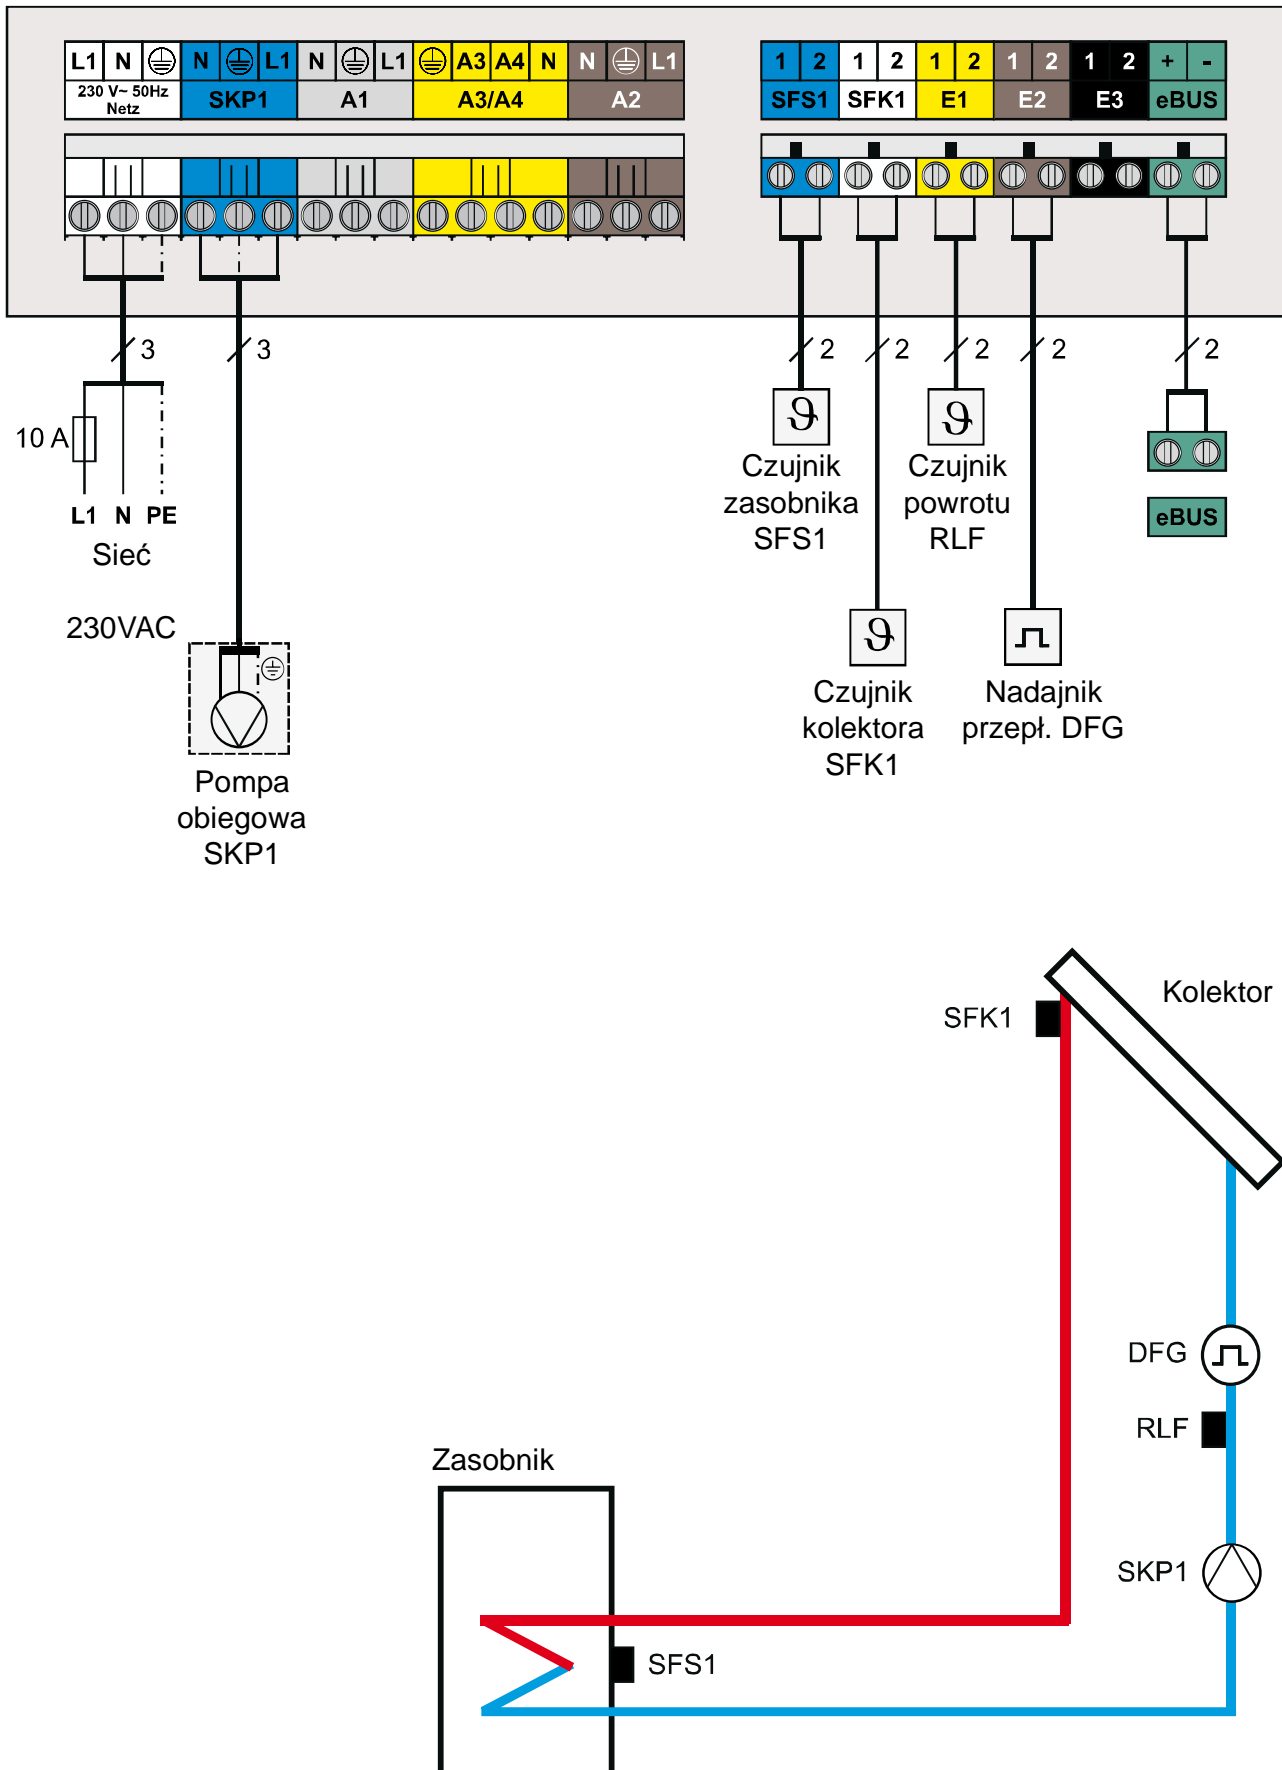 L1 N N L1 N L1 A3 A4 N N L1 1 2 1 2 1 2 1 2 1 2 + -
230 V~ 50Hz
Netz
SKP1 A1 A3/A4 A2 SFS1 SFK1 E1 E2 E3 eBUS
3 3 2 2 2 2 2
10 A
L1 N PE
Sieć
230VAC
Pompa
obiegowa
SKP1
Czujnik
zasobnika
SFS1
Czujnik
powrotu
RLF
eBUS
Czujnik
kolektora
SFK1
Nadajnik
przepł. DFG
Kolektor
SFK1
DFG
RLF
Zasobnik
SKP1
SFS1